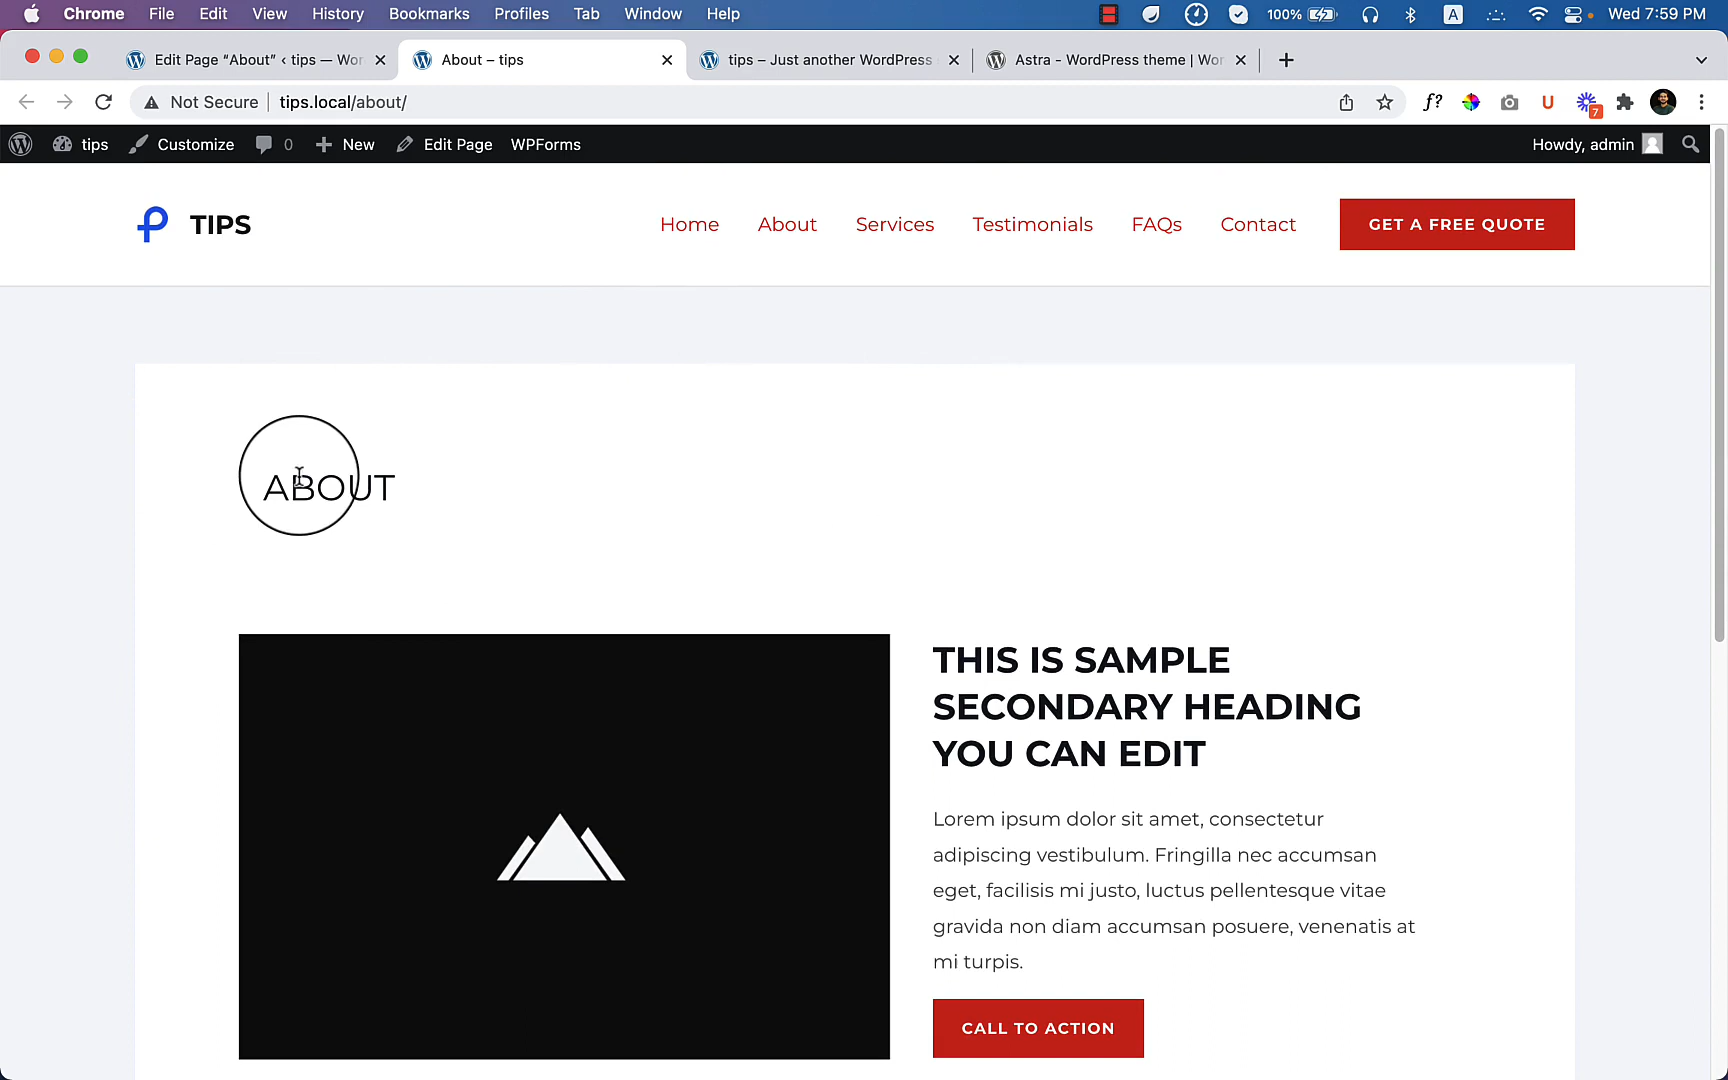 Chrome File Edit View History Bookmarks Profiles Tab Window Help 100% A Wed 7:59 PM
Edit Page “About” ‹ tips — Wor
About – tips
tips – Just another WordPress
Astra - WordPress theme | Wor
Not Secure tips.local/about/ f? U 7
tips Customize 0 New Edit Page WPForms Howdy, admin
TIPS Home About Services Testimonials FAQs Contact GET A FREE QUOTE
ABOUT
THIS IS SAMPLE
SECONDARY HEADING
YOU CAN EDIT
Lorem ipsum dolor sit amet, consectetur
adipiscing vestibulum. Fringilla nec accumsan
eget, facilisis mi justo, luctus pellentesque vitae
gravida non diam accumsan posuere, venenatis at
mi turpis.
CALL TO ACTION